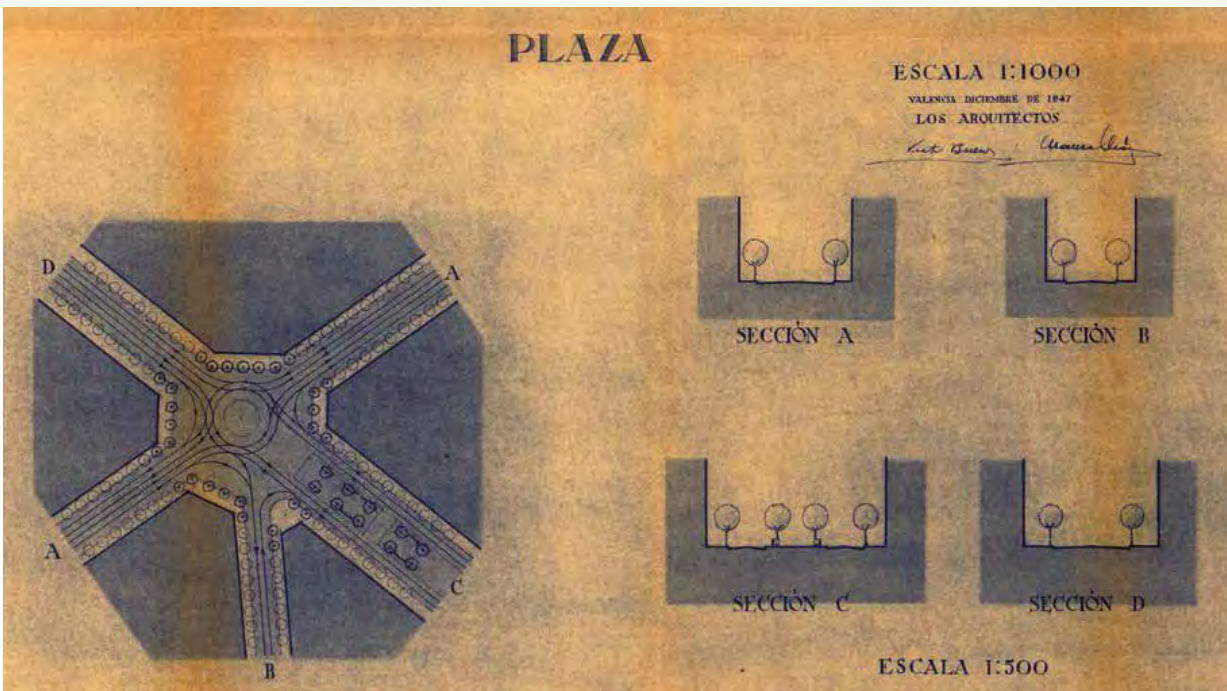 PLAZA
ESCALA 1:1000
VALENCIA DICIEMBRE DE 1947
LOS ARQUITECTOS
D
A
A
B
C
SECCIÓN A
SECCIÓN B
SECCIÓN C
SECCIÓN D
ESCALA 1:500